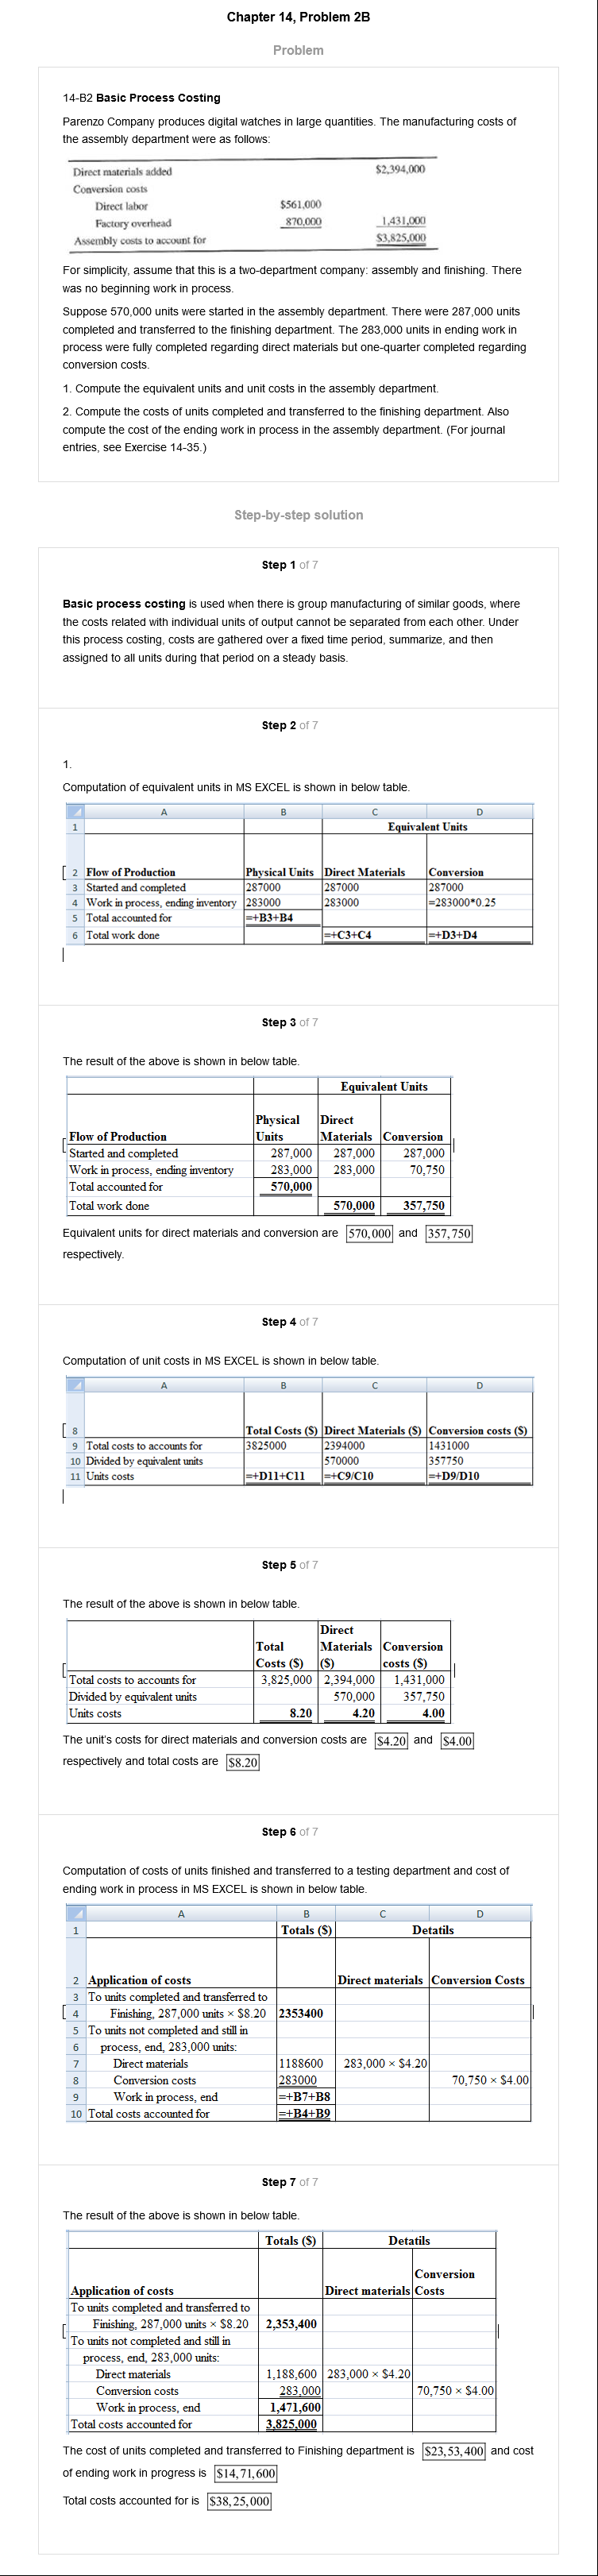 Chapter 14, Problem 2B
Problem
14-B2 Basic Process Costing
Parenzo Company produces digital watches in large quantities. The manufacturing costs of
the assembly department were as follows:
Direct materials added $2,394,000
Conversion costs
Direct labor $561,000
Factory overhead 870,000 1,431,000
Assembly costs to account for $3,825,000
For simplicity, assume that this is a two-department company: assembly and finishing. There
was no beginning work in process.
Suppose 570,000 units were started in the assembly department. There were 287,000 units
completed and transferred to the finishing department. The 283,000 units in ending work in
process were fully completed regarding direct materials but one-quarter completed regarding
conversion costs.
1. Compute the equivalent units and unit costs in the assembly department.
2. Compute the costs of units completed and transferred to the finishing department. Also
compute the cost of the ending work in process in the assembly department. (For journal
entries, see Exercise 14-35.)
Step-by-step solution
Step 1 of 7
Basic process costing is used when there is group manufacturing of similar goods, where
the costs related with individual units of output cannot be separated from each other. Under
this process costing, costs are gathered over a fixed time period, summarize, and then
assigned to all units during that period on a steady basis.
Step 2 of 7
1.
Computation of equivalent units in MS EXCEL is shown in below table.
A B C D
1 Equivalent Units
2 Flow of Production Physical Units Direct Materials Conversion
3 Started and completed 287000 287000 287000
4 Work in process, ending inventory 283000 283000 =283000*0.25
5 Total accounted for =+B3+B4
6 Total work done =+C3+C4 =+D3+D4
Step 3 of 7
The result of the above is shown in below table.
Equivalent Units
Physical Direct
Flow of Production Units Materials Conversion
Started and completed 287,000 287,000 287,000
Work in process, ending inventory 283,000 283,000 70,750
Total accounted for 570,000
Total work done 570,000 357,750
Equivalent units for direct materials and conversion are 570,000 and 357,750
respectively.
Step 4 of 7
Computation of unit costs in MS EXCEL is shown in below table.
A B C D
8 Total Costs ($) Direct Materials ($) Conversion costs ($)
9 Total costs to accounts for 3825000 2394000 1431000
10 Divided by equivalent units 570000 357750
11 Units costs =+D11+C11 =+C9/C10 =+D9/D10
Step 5 of 7
The result of the above is shown in below table.
Direct
Total Materials Conversion
Costs ($) ($) costs ($)
Total costs to accounts for 3,825,000 2,394,000 1,431,000
Divided by equivalent units 570,000 357,750
Units costs 8.20 4.20 4.00
The unit's costs for direct materials and conversion costs are $4.20 and $4.00
respectively and total costs are $8.20
Step 6 of 7
Computation of costs of units finished and transferred to a testing department and cost of
ending work in process in MS EXCEL is shown in below table.
A B C D
1 Totals ($) Detatils
2 Application of costs Direct materials Conversion Costs
3 To units completed and transferred to
4 Finishing, 287,000 units × $8.20 2353400
5 To units not completed and still in
6 process, end, 283,000 units:
7 Direct materials 1188600 283,000 × $4.20
8 Conversion costs 283000 70,750 × $4.00
9 Work in process, end =+B7+B8
10 Total costs accounted for =+B4+B9
Step 7 of 7
The result of the above is shown in below table.
Totals ($) Detatils
Conversion
Application of costs Direct materials Costs
To units completed and transferred to
Finishing, 287,000 units × $8.20 2,353,400
To units not completed and still in
process, end, 283,000 units:
Direct materials 1,188,600 283,000 × $4.20
Conversion costs 283,000 70,750 × $4.00
Work in process, end 1,471,600
Total costs accounted for 3,825,000
The cost of units completed and transferred to Finishing department is $23,53,400 and cost
of ending work in progress is $14,71,600
Total costs accounted for is $38,25,000